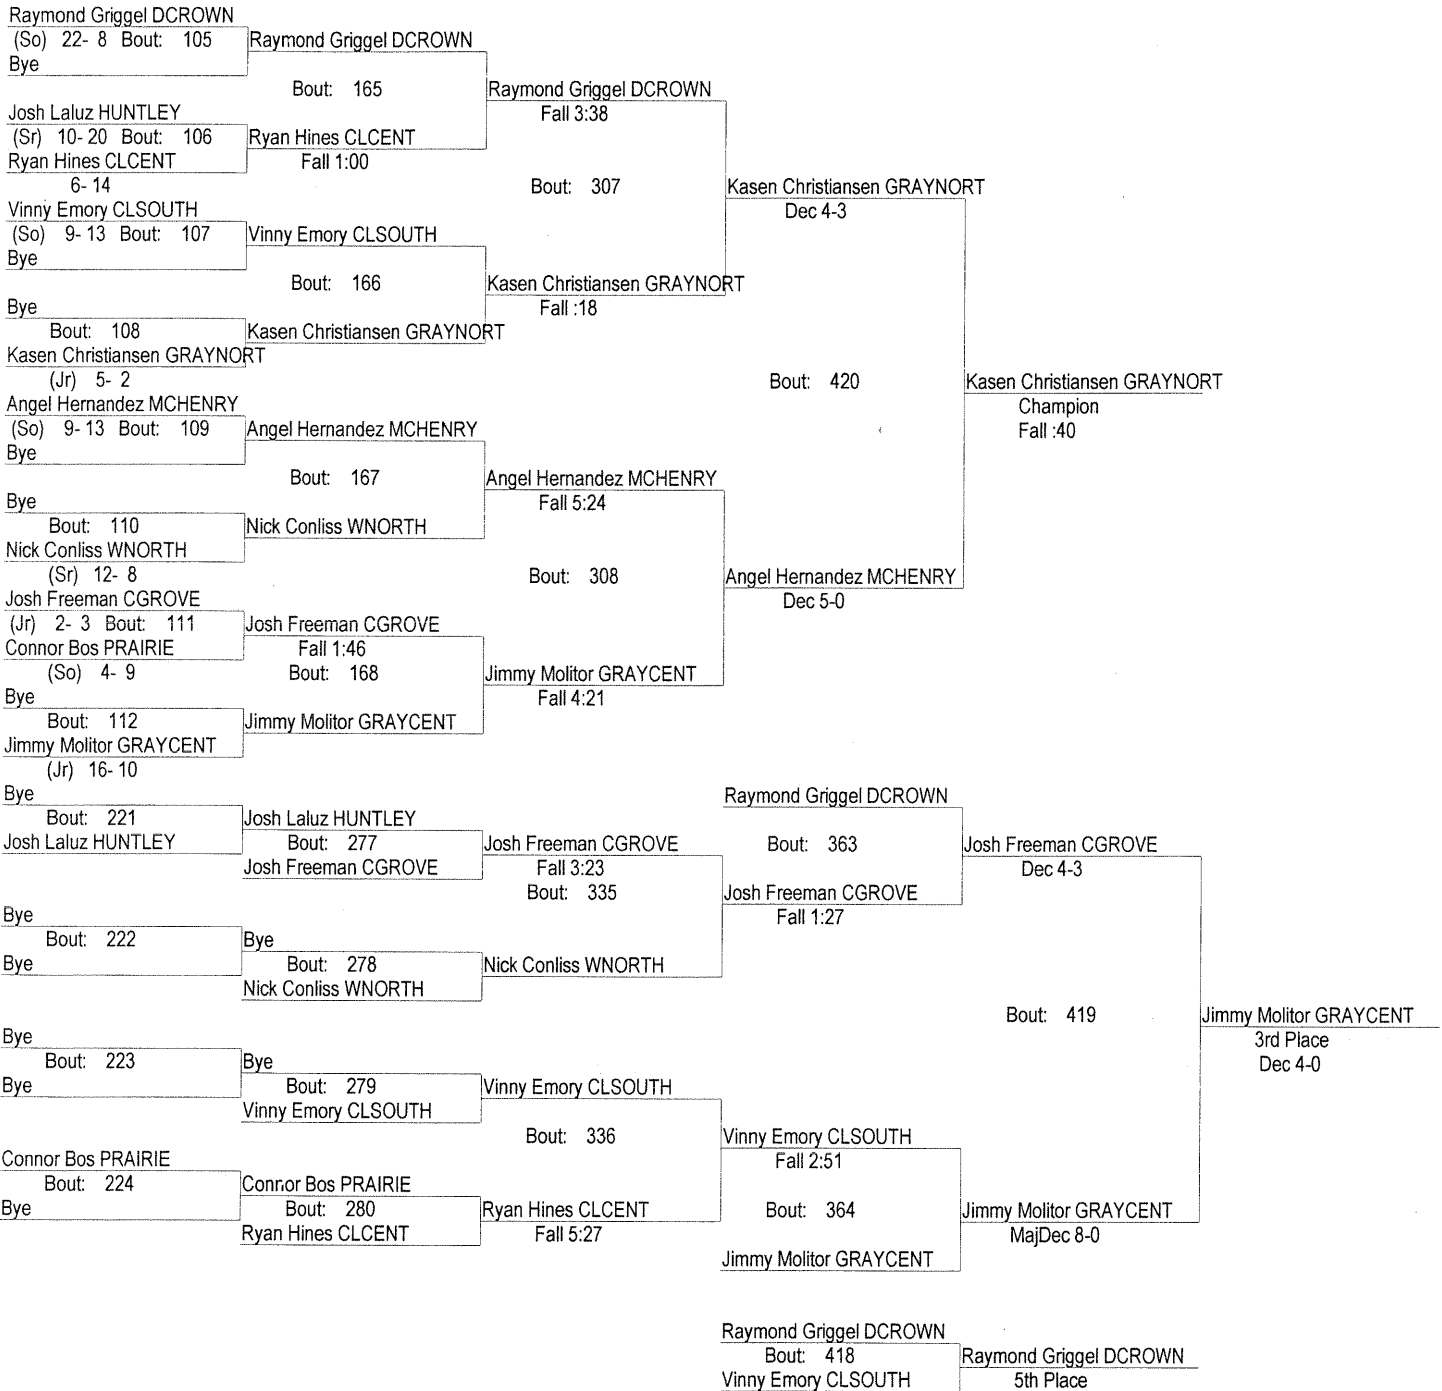 Raymond Griggel DCROWN
(So) 22- 8 Bout: 105
Bye
Raymond Griggel DCROWN
Bout: 165
Josh Laluz HUNTLEY
(Sr) 10- 20 Bout: 106
Ryan Hines CLCENT
6- 14
Ryan Hines CLCENT
Fall 1:00
Raymond Griggel DCROWN
Fall 3:38
Bout: 307
Vinny Emory CLSOUTH
(So) 9- 13 Bout: 107
Bye
Vinny Emory CLSOUTH
Bout: 166
Bye
Bout: 108
Kasen Christiansen GRAYNORT
(Jr) 5- 2
Kasen Christiansen GRAYNORT
Kasen Christiansen GRAYNORT
Fall :18
Kasen Christiansen GRAYNORT
Dec 4-3
Bout: 420
Kasen Christiansen GRAYNORT
Champion
Fall :40
Angel Hernandez MCHENRY
(So) 9- 13 Bout: 109
Bye
Angel Hernandez MCHENRY
Bout: 167
Bye
Bout: 110
Nick Conliss WNORTH
(Sr) 12- 8
Nick Conliss WNORTH
Angel Hernandez MCHENRY
Fall 5:24
Bout: 308
Angel Hernandez MCHENRY
Dec 5-0
Josh Freeman CGROVE
(Jr) 2- 3 Bout: 111
Connor Bos PRAIRIE
(So) 4- 9
Josh Freeman CGROVE
Fall 1:46
Bout: 168
Bye
Bout: 112
Jimmy Molitor GRAYCENT
(Jr) 16- 10
Jimmy Molitor GRAYCENT
Jimmy Molitor GRAYCENT
Fall 4:21
Bye
Bout: 221
Josh Laluz HUNTLEY
Josh Laluz HUNTLEY
Bout: 277
Josh Freeman CGROVE
Josh Freeman CGROVE
Fall 3:23
Bout: 335
Bye
Bout: 222
Bye
Bye
Bout: 278
Nick Conliss WNORTH
Nick Conliss WNORTH
Raymond Griggel DCROWN
Bout: 363
Josh Freeman CGROVE
Fall 1:27
Josh Freeman CGROVE
Dec 4-3
Bout: 419
Jimmy Molitor GRAYCENT
3rd Place
Dec 4-0
Bye
Bout: 223
Bye
Bye
Bout: 279
Vinny Emory CLSOUTH
Vinny Emory CLSOUTH
Bout: 336
Connor Bos PRAIRIE
Bout: 224
Bye
Connor Bos PRAIRIE
Bout: 280
Ryan Hines CLCENT
Ryan Hines CLCENT
Fall 5:27
Vinny Emory CLSOUTH
Fall 2:51
Bout: 364
Jimmy Molitor GRAYCENT
Jimmy Molitor GRAYCENT
MajDec 8-0
Raymond Griggel DCROWN
Bout: 418
Vinny Emory CLSOUTH
Raymond Griggel DCROWN
5th Place